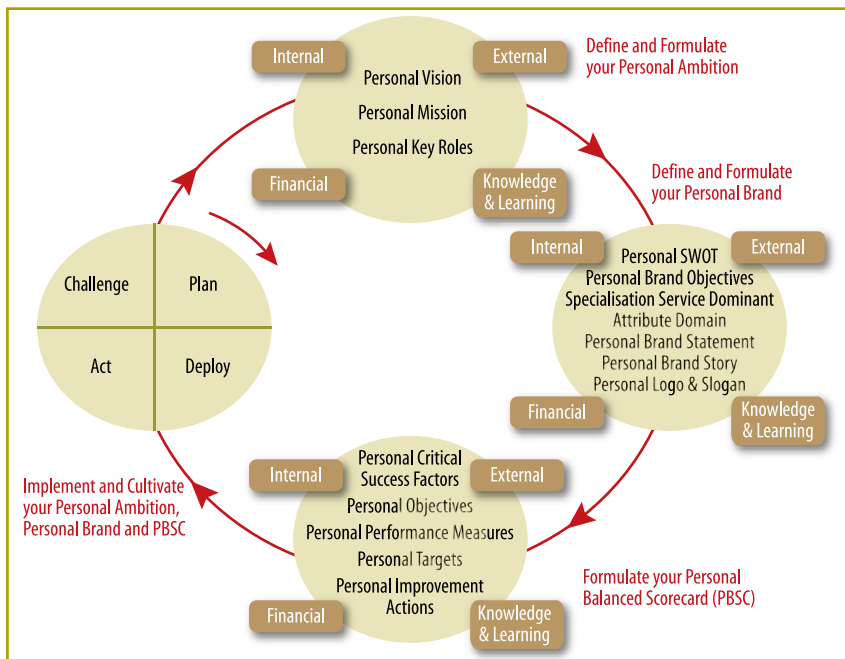 Internal
External
Personal Vision
Personal Mission
Personal Key Roles
Financial
Knowledge
& Learning
Define and Formulate
your Personal Ambition
Define and Formulate
your Personal Brand
Internal
External
Personal SWOT
Personal Brand Objectives
Specialisation Service Dominant
Attribute Domain
Personal Brand Statement
Personal Brand Story
Personal Logo & Slogan
Financial
Knowledge
& Learning
Formulate your Personal
Balanced Scorecard (PBSC)
Internal
External
Personal Critical
Success Factors
Personal Objectives
Personal Performance Measures
Personal Targets
Personal Improvement
Actions
Financial
Knowledge
& Learning
Implement and Cultivate
your Personal Ambition,
Personal Brand and PBSC
Challenge
Plan
Act
Deploy